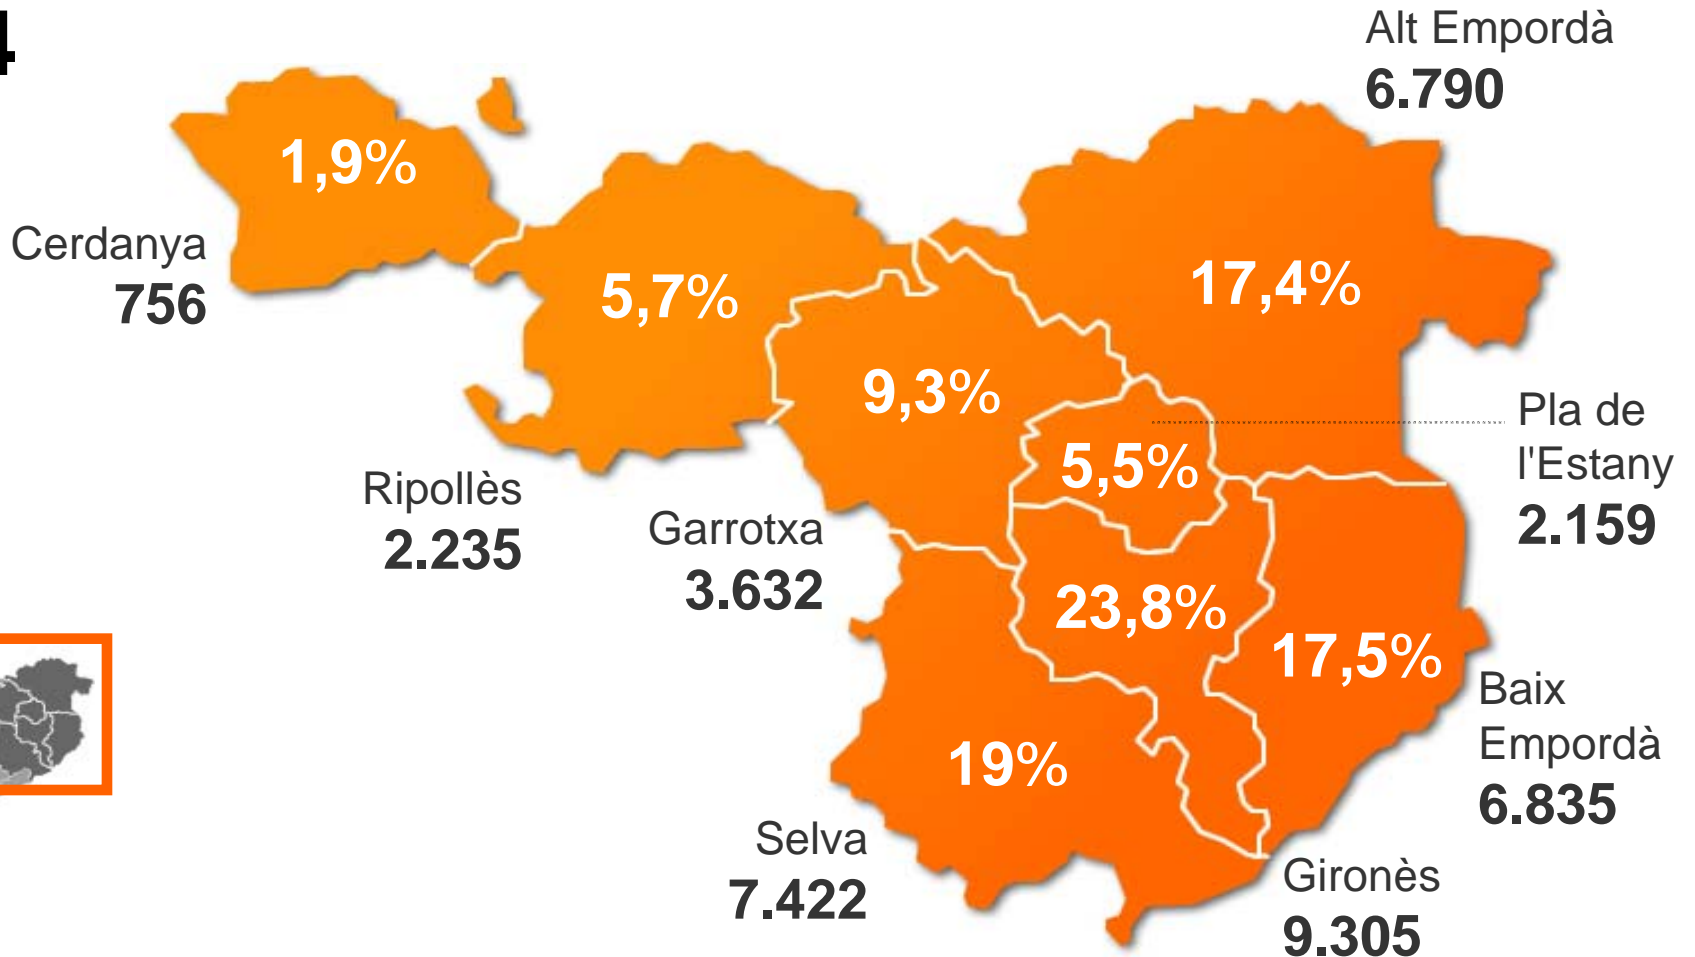 4
Alt Empordà
6.790
1,9%
Cerdanya
756
5,7%
17,4%
9,3%
Pla de
l'Estany
2.159
5,5%
Ripollès
2.235
Garrotxa
3.632
23,8%
17,5%
Baix
Empordà
6.835
19%
Selva
7.422
Gironès
9.305